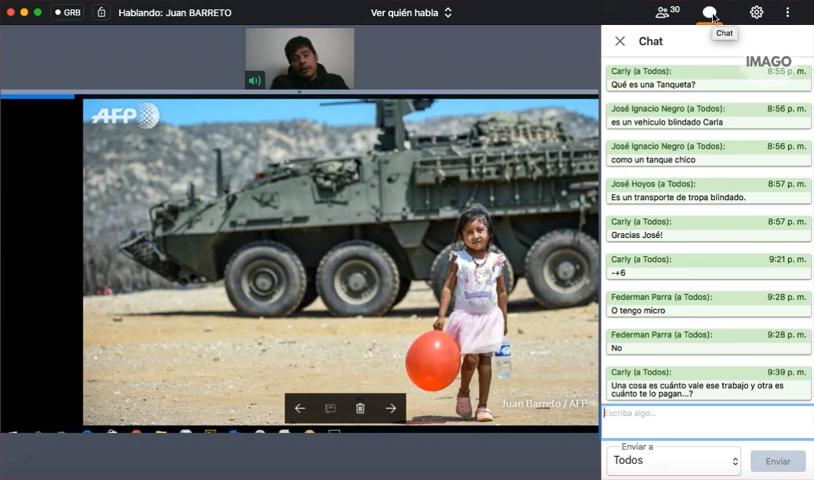 GRB
Hablando: Juan BARRETO
Ver quién habla
30
Chat
Chat
IMAGO
Carly (a Todos): 8:55 p. m.
Qué es una Tanqueta?
José Ignacio Negro (a Todos): 8:56 p. m.
es un vehiculo blindado Carla
José Ignacio Negro (a Todos): 8:56 p. m.
como un tanque chico
José Hoyos (a Todos): 8:57 p. m.
Es un transporte de tropa blindado.
Carly (a Todos): 8:57 p. m.
Gracias José!
Carly (a Todos): 9:21 p. m.
-+6
Federman Parra (a Todos): 9:28 p. m.
O tengo micro
Federman Parra (a Todos): 9:28 p. m.
No
Carly (a Todos): 9:39 p. m.
Una cosa es cuánto vale ese trabajo y otra es
cuánto te lo pagan...?
Escriba algo...
Enviar a
Todos
Enviar
AFP
Juan Barreto / AFP